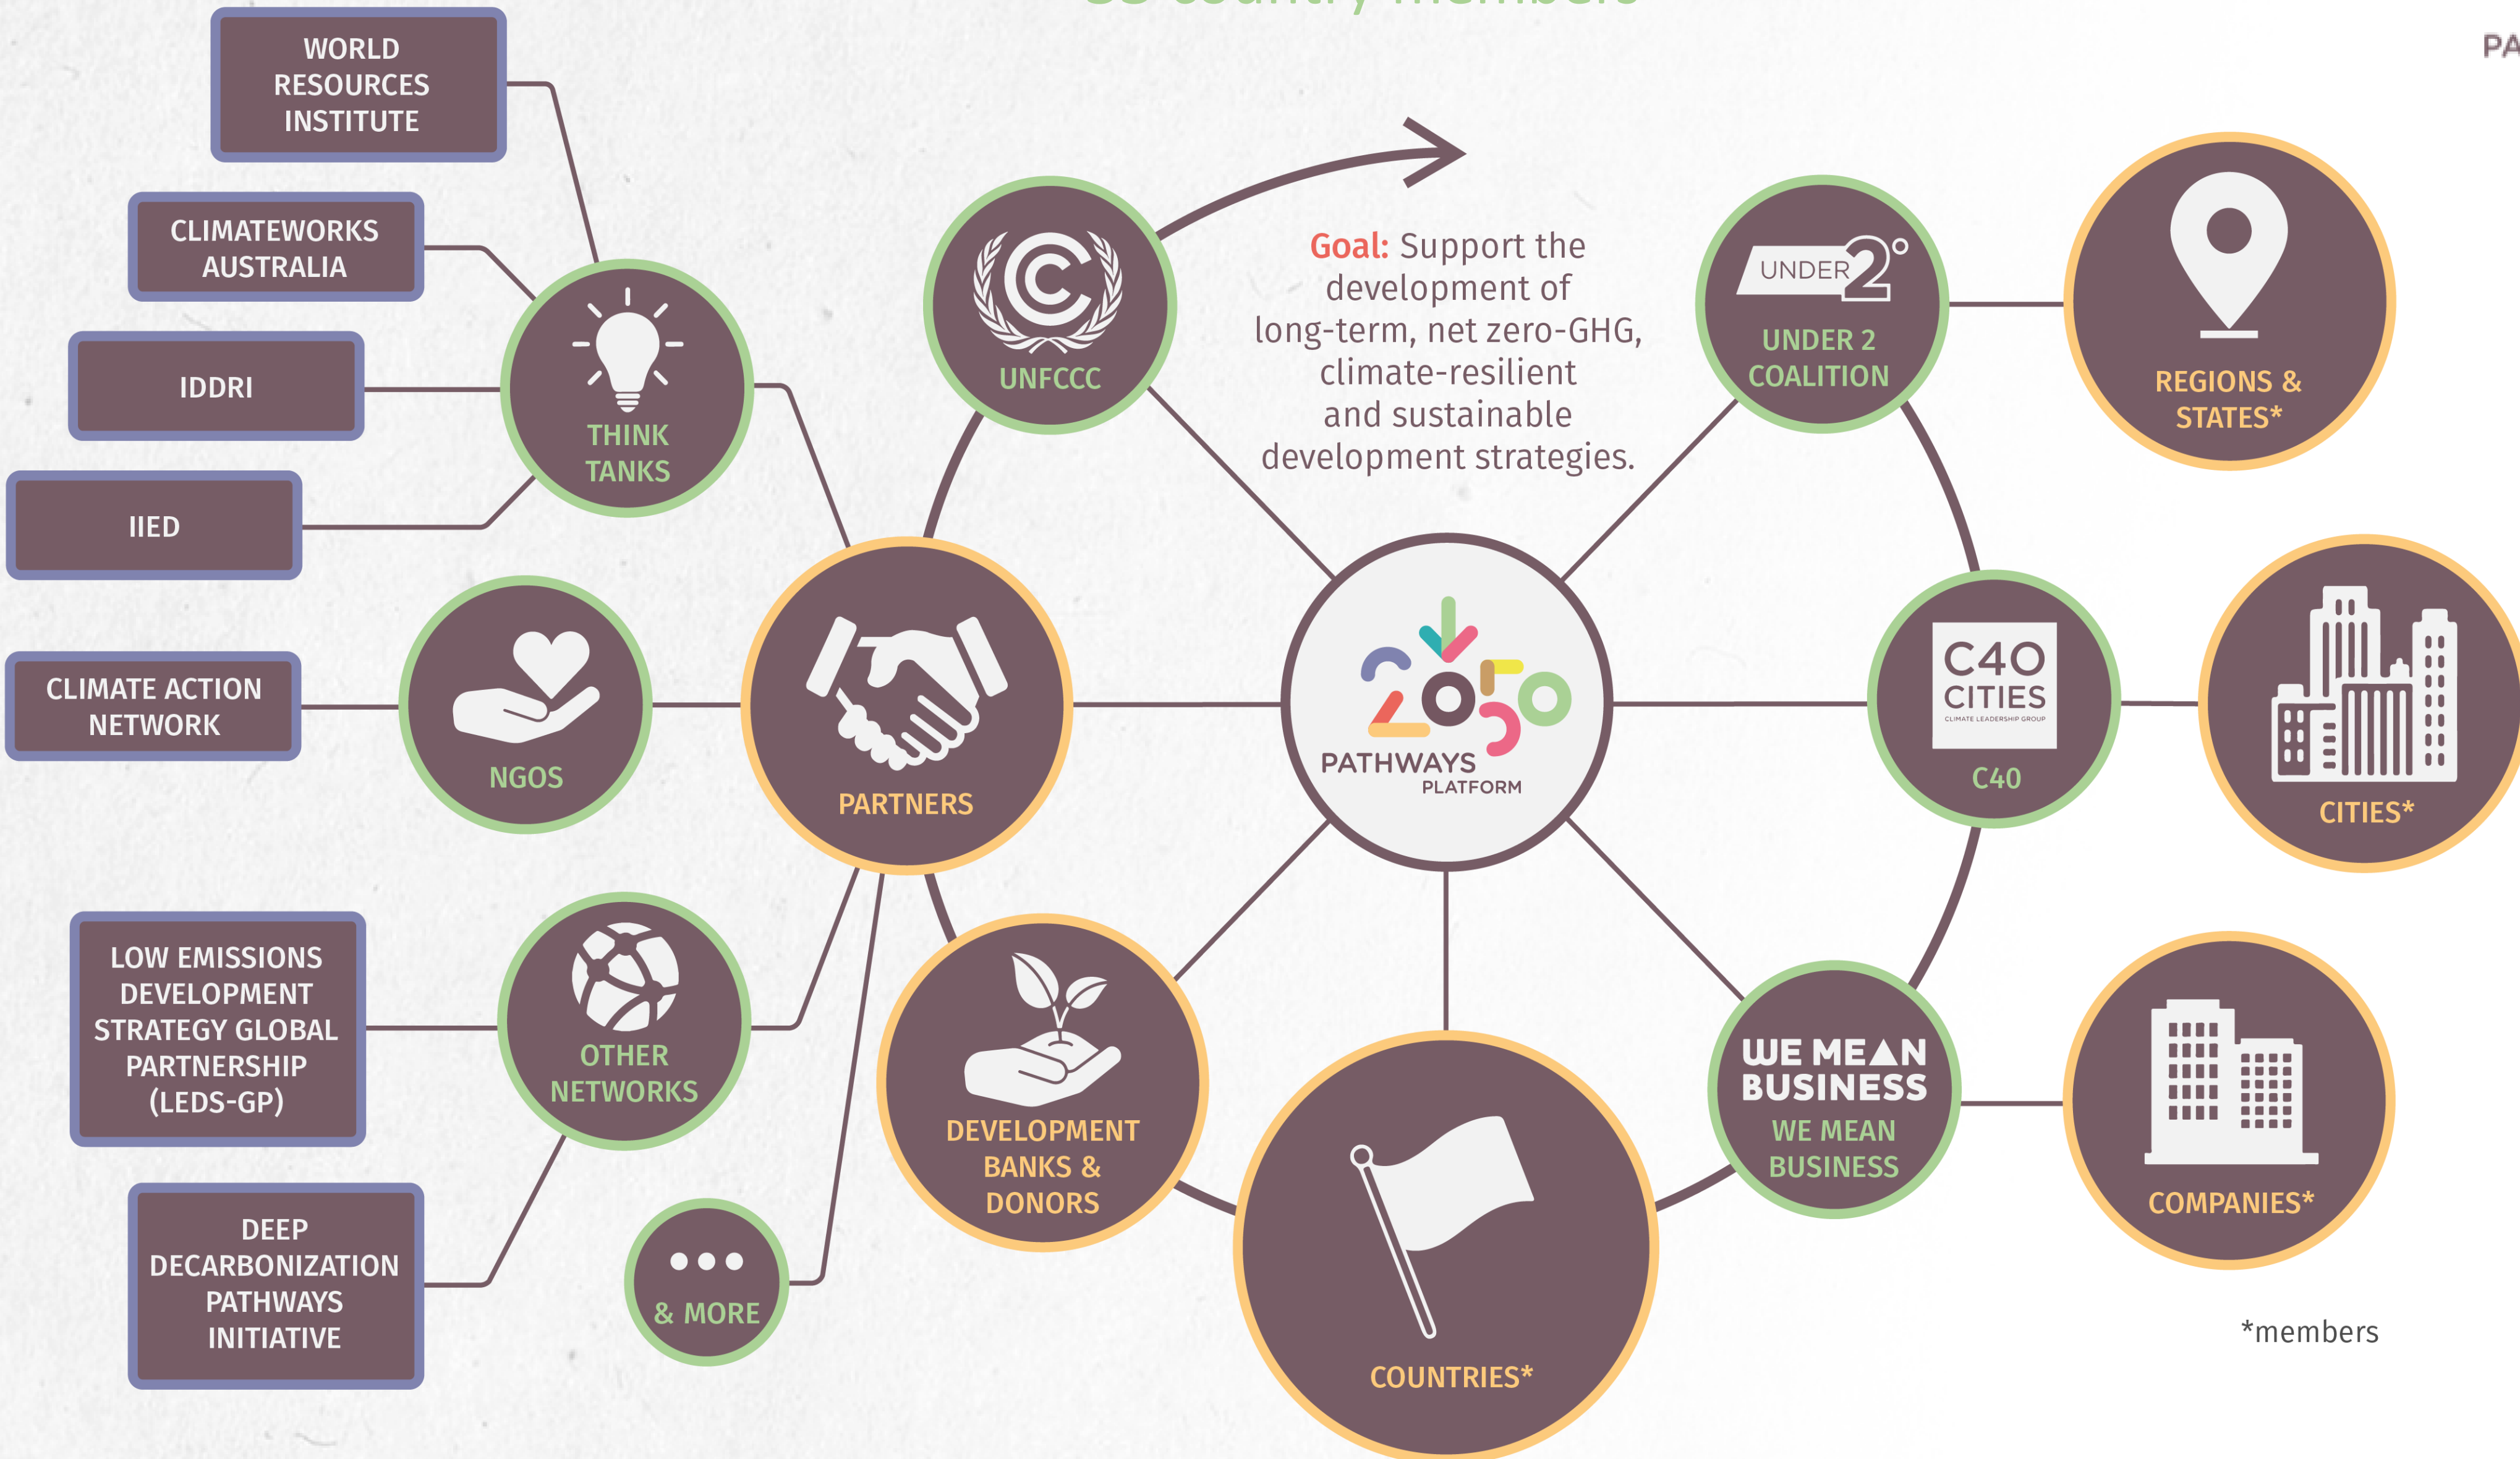 country members
PA
WORLD
RESOURCES
INSTITUTE
CLIMATEWORKS
AUSTRALIA
IDDRI
IIED
THINK
TANKS
CLIMATE ACTION
NETWORK
NGOS
LOW EMISSIONS
DEVELOPMENT
STRATEGY GLOBAL
PARTNERSHIP
(LEDS-GP)
DEEP
DECARBONIZATION
PATHWAYS
INITIATIVE
OTHER
NETWORKS
& MORE
PARTNERS
UNFCCC
Goal: Support the
development of
long-term, net zero-GHG,
climate-resilient
and sustainable
development strategies.
2050
PATHWAYS
PLATFORM
DEVELOPMENT
BANKS &
DONORS
COUNTRIES*
UNDER 2°
UNDER 2
COALITION
REGIONS &
STATES*
C40
CITIES
CLIMATE LEADERSHIP GROUP
C40
CITIES*
WE MEAN
BUSINESS
WE MEAN
BUSINESS
COMPANIES*
*members